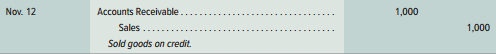 Nov. 12 Accounts Receivable ................................ 1,000
Sales ........................................ 1,000
Sold goods on credit.